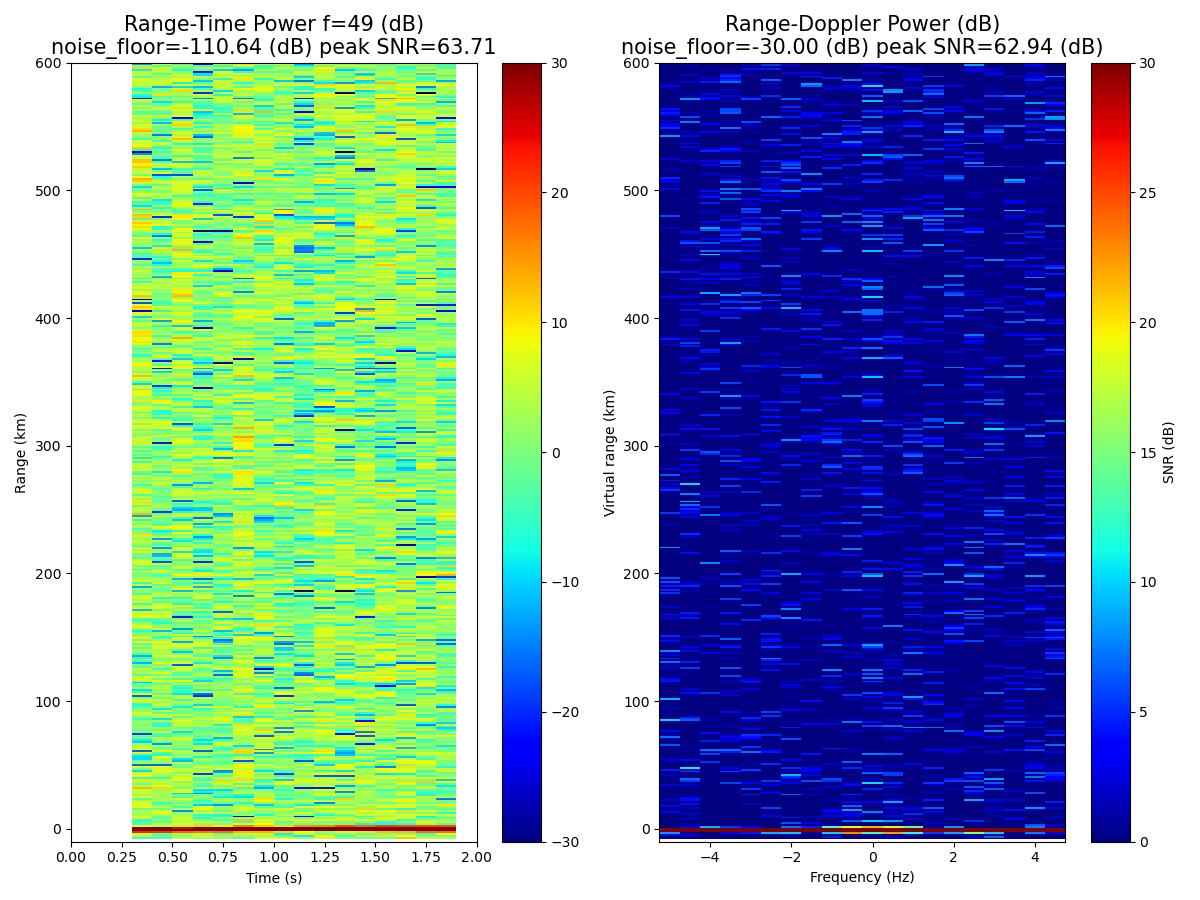 Range-Time Power f=49 (dB)
noise_floor=-110.64 (dB) peak SNR=63.71
600
500
400
300
200
100
0
Range (km)
0.00 0.25 0.50 0.75 1.00 1.25 1.50 1.75 2.00
Time (s)
30
20
10
0
−10
−20
−30
Range-Doppler Power (dB)
noise_floor=-30.00 (dB) peak SNR=62.94 (dB)
600
500
400
300
200
100
0
Virtual range (km)
−4 −2 0 2 4
Frequency (Hz)
30
25
20
15
10
5
0
SNR (dB)